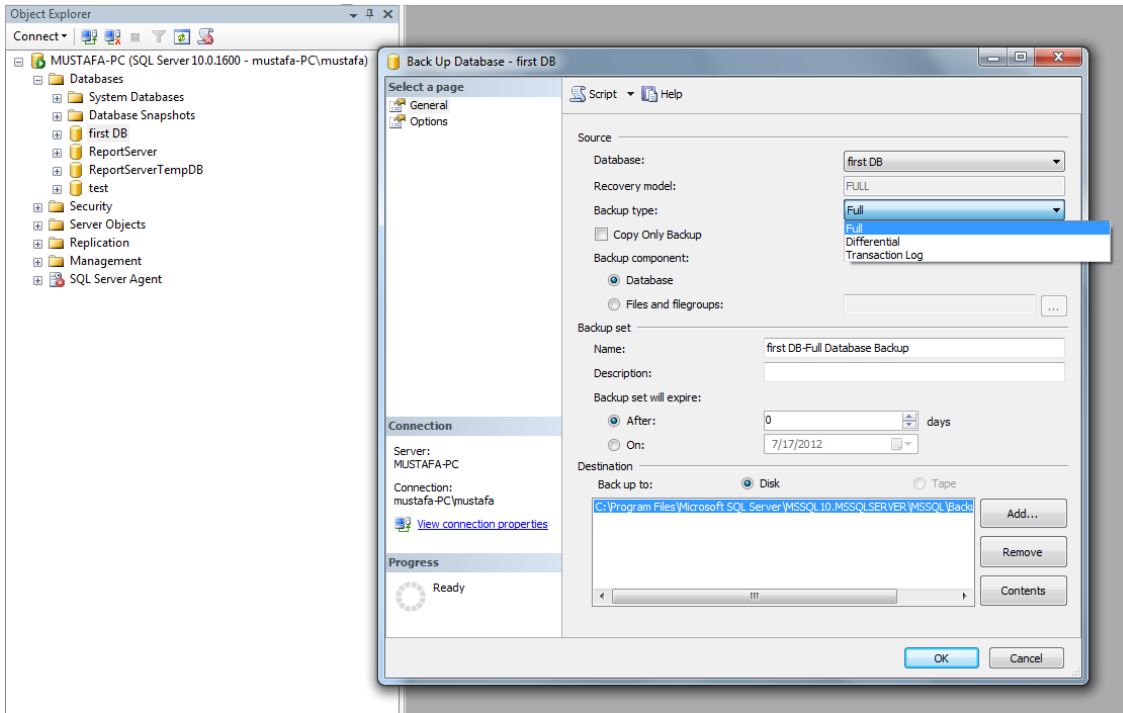 Object Explorer
Connect
MUSTAFA-PC (SQL Server 10.0.1600 - mustafa-PC\mustafa)
Databases
System Databases
Database Snapshots
first DB
ReportServer
ReportServerTempDB
test
Security
Server Objects
Replication
Management
SQL Server Agent
Back Up Database - first DB
Select a page
General
Options
Script Help
Source
Database: first DB
Recovery model: FULL
Backup type: Full
Full
Differential
Transaction Log
Copy Only Backup
Backup component:
Database
Files and filegroups: ...
Backup set
Name: first DB-Full Database Backup
Description:
Backup set will expire:
After: 0 days
On: 7/17/2012
Destination
Back up to: Disk Tape
C:\Program Files\Microsoft SQL Server\MSSQL10.MSSQLSERVER\MSSQL\Back
Add...
Remove
Contents
Connection
Server:
MUSTAFA-PC
Connection:
mustafa-PC\mustafa
View connection properties
Progress
Ready
OK Cancel